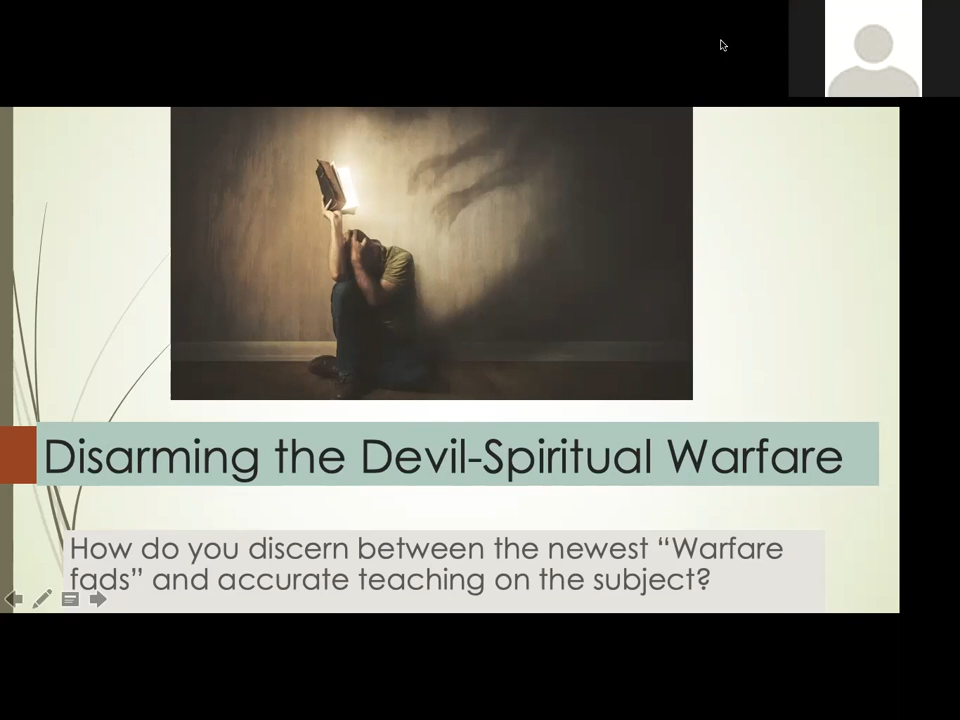 Disarming the Devil-Spiritual Warfare
How do you discern between the newest “Warfare
fads” and accurate teaching on the subject?